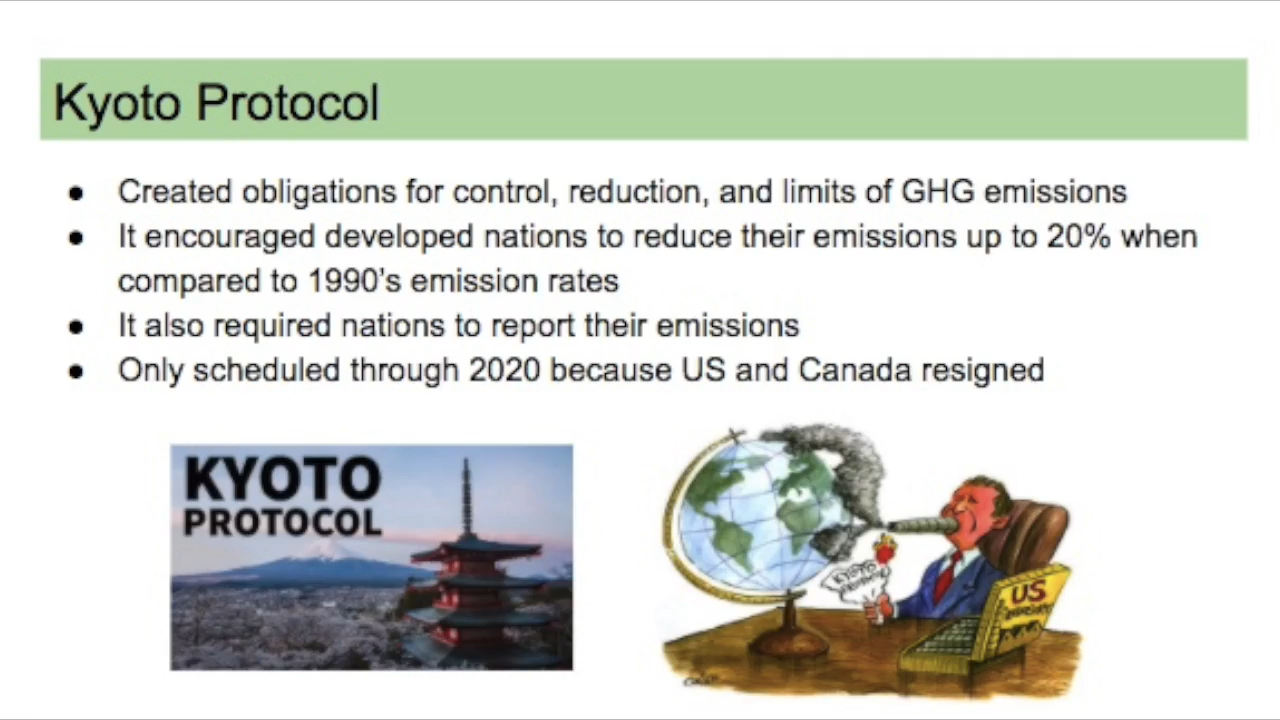 Kyoto Protocol
● Created obligations for control, reduction, and limits of GHG emissions
● It encouraged developed nations to reduce their emissions up to 20% when
compared to 1990’s emission rates
● It also required nations to report their emissions
● Only scheduled through 2020 because US and Canada resigned
KYOTO
PROTOCOL
KYOTO
US